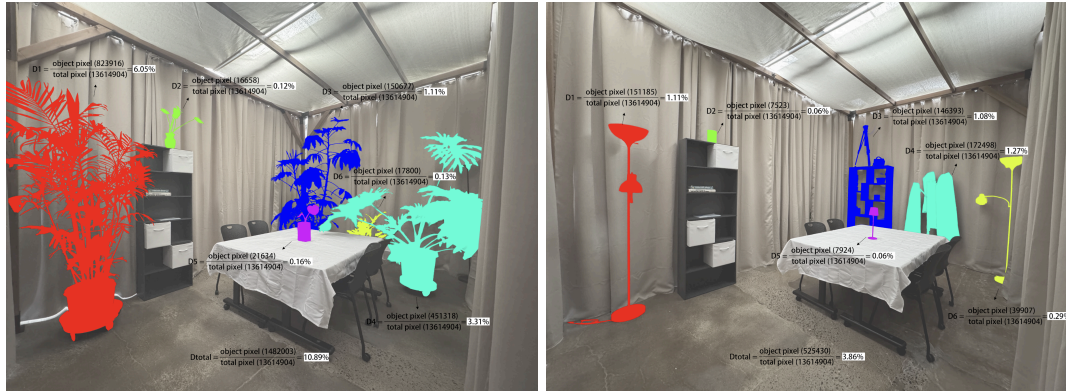 D1 = object pixel (823916) / total pixel (13614904) = 6.05%
D2 = object pixel (16658) / total pixel (13614904) = 0.12%
D3 = object pixel (150677) / total pixel (13614904) = 1.11%
D6 = object pixel (17800) / total pixel (13614904) = 0.13%
D5 = object pixel (21634) / total pixel (13614904) = 0.16%
D4 = object pixel (451318) / total pixel (13614904) = 3.31%
Dtotal = object pixel (1482003) / total pixel (13614904) = 10.89%
D1 = object pixel (151185) / total pixel (13614904) = 1.11%
D2 = object pixel (7523) / total pixel (13614904) = 0.06%
D3 = object pixel (146393) / total pixel (13614904) = 1.08%
D4 = object pixel (172498) / total pixel (13614904) = 1.27%
D5 = object pixel (7924) / total pixel (13614904) = 0.06%
D6 = object pixel (39907) / total pixel (13614904) = 0.29%
Dtotal = object pixel (525430) / total pixel (13614904) = 3.86%